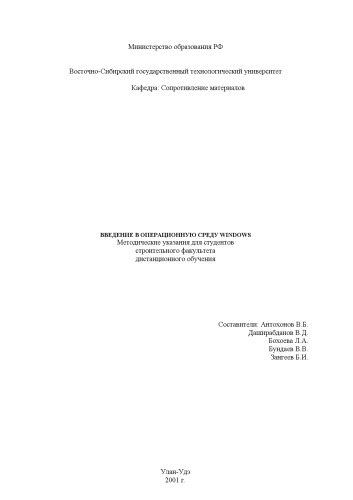 Министерство образования РФ
Восточно-Сибирский государственный технологический университет
Кафедра: Сопротивление материалов
ВВЕДЕНИЕ В ОПЕРАЦИОННУЮ СРЕДУ WINDOWS
Методические указания для студентов
строительного факультета
дистанционного обучения
Составители: Антохонов В.Б.
Даширабданов В.Д.
Бохоева Л.А.
Бундаев В.В.
Зангеев Б.И.
Улан-Удэ
2001 г.